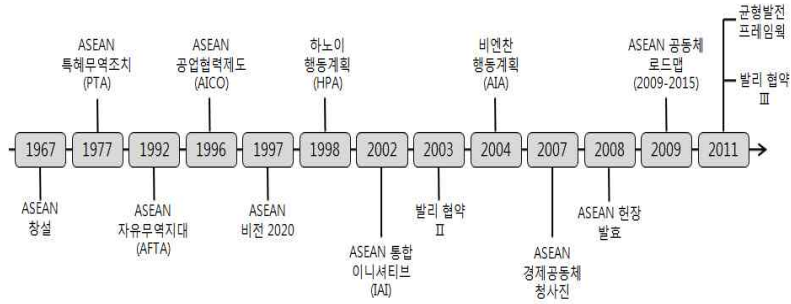 ASEAN
특혜무역조치
(PTA)
ASEAN
공업협력제도
(AICO)
하노이
행동계획
(HPA)
비엔찬
행동계획
(AIA)
ASEAN 공동체
로드맵
(2009-2015)
균형발전
프레임웍
발리 협약
Ⅲ
1967
1977
1992
1996
1997
1998
2002
2003
2004
2007
2008
2009
2011
ASEAN
창설
ASEAN
자유무역지대
(AFTA)
ASEAN
비전 2020
ASEAN 통합
이니셔티브
(IAI)
발리 협약
Ⅱ
ASEAN
경제공동체
청사진
ASEAN 헌장
발효